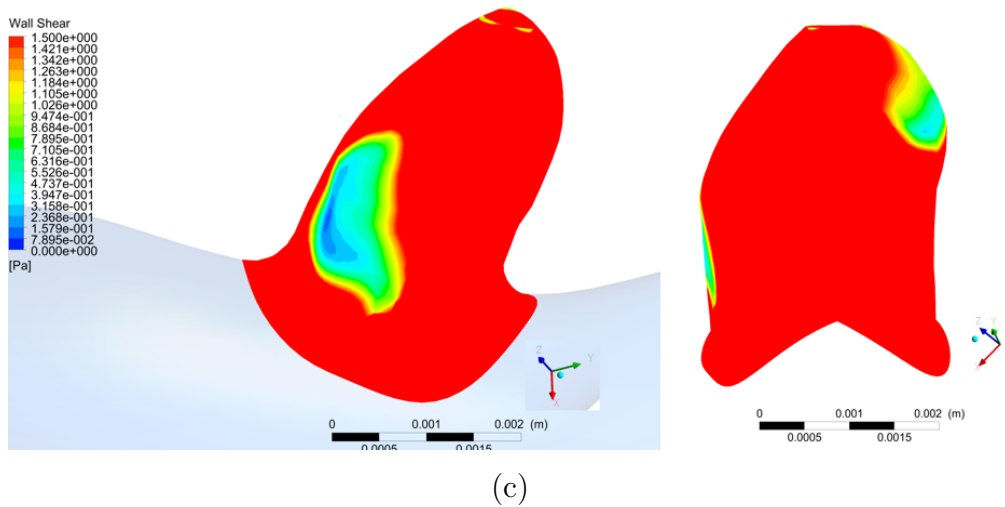 Wall Shear
1.500e+000
1.421e+000
1.342e+000
1.263e+000
1.184e+000
1.105e+000
1.026e+000
9.474e-001
8.684e-001
7.895e-001
7.105e-001
6.316e-001
5.526e-001
4.737e-001
3.947e-001
3.158e-001
2.368e-001
1.579e-001
7.895e-002
0.000e+000
[Pa]
Z
Y
X
0 0.001 0.002 (m)
0.0005 0.0015
Z
Y
X
0 0.001 0.002 (m)
0.0005 0.0015
(c)